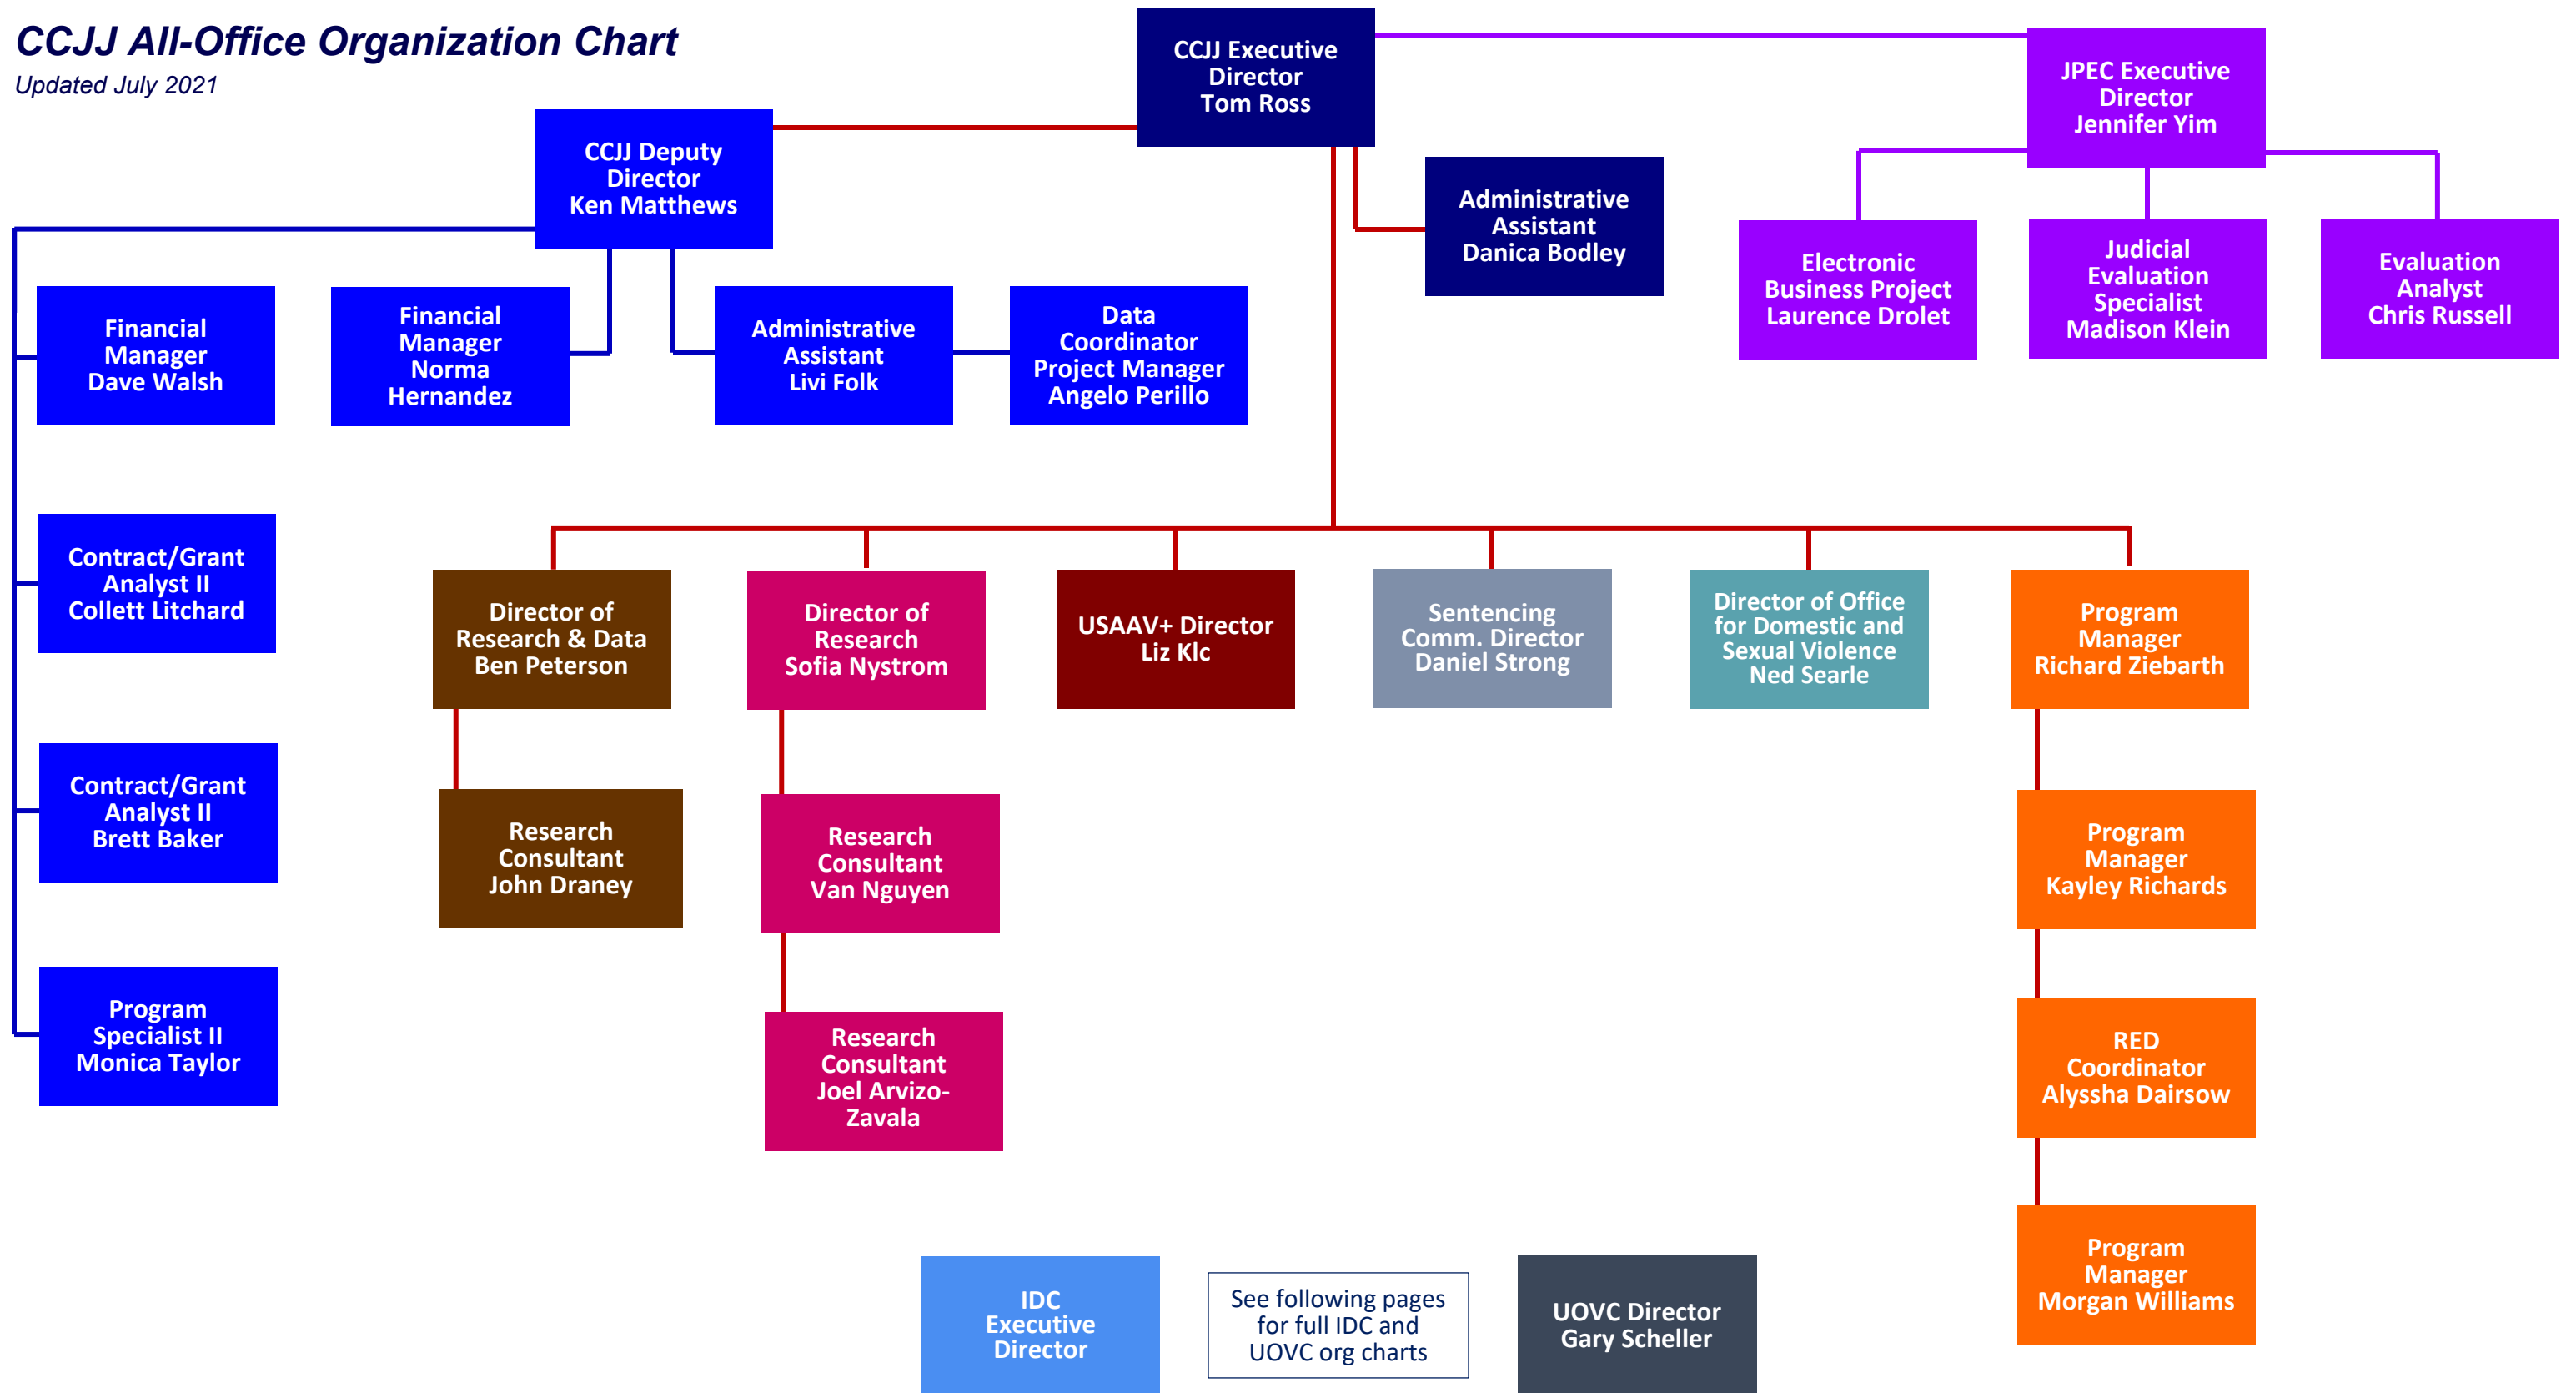 CCJJ All-Office Organization Chart
Updated July 2021
CCJJ Executive
Director
Tom Ross
JPEC Executive
Director
Jennifer Yim
CCJJ Deputy
Director
Ken Matthews
Administrative
Assistant
Danica Bodley
Electronic
Business Project
Laurence Drolet
Judicial
Evaluation
Specialist
Madison Klein
Evaluation
Analyst
Chris Russell
Financial
Manager
Dave Walsh
Financial
Manager
Norma
Hernandez
Administrative
Assistant
Livi Folk
Data
Coordinator
Project Manager
Angelo Perillo
Contract/Grant
Analyst II
Collett Litchard
Director of
Research & Data
Ben Peterson
Director of
Research
Sofia Nystrom
USAAV+ Director
Liz Klc
Sentencing
Comm. Director
Daniel Strong
Director of Office
for Domestic and
Sexual Violence
Ned Searle
Program
Manager
Richard Ziebarth
Contract/Grant
Analyst II
Brett Baker
Research
Consultant
John Draney
Research
Consultant
Van Nguyen
Program
Manager
Kayley Richards
Program
Specialist II
Monica Taylor
Research
Consultant
Joel Arvizo-
Zavala
RED
Coordinator
Alyssha Dairsow
Program
Manager
Morgan Williams
IDC
Executive
Director
See following pages
for full IDC and
UOVC org charts
UOVC Director
Gary Scheller